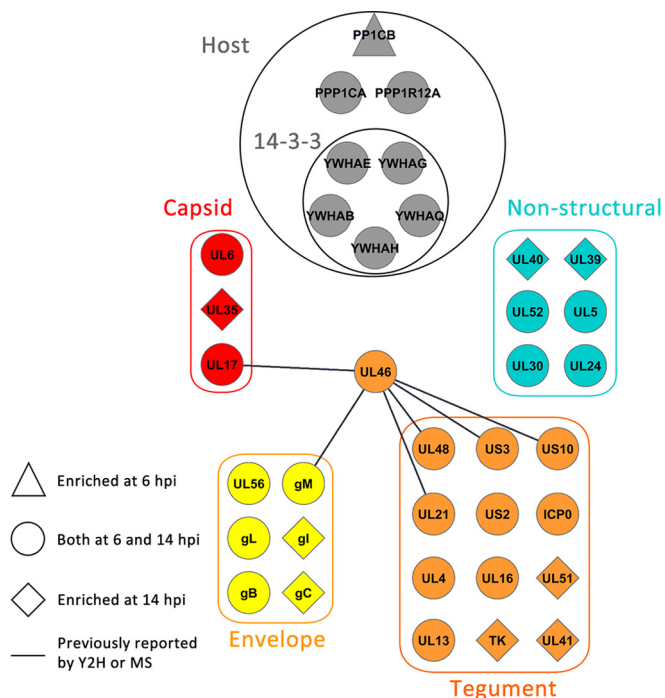 Host
PP1CB
PPP1CA PPP1R12A
14-3-3
YWHAE YWHAG
YWHAB YWHAQ
YWHAH
Capsid
UL6
UL35
UL17
Non-structural
UL40 UL39
UL52 UL5
UL30 UL24
UL46
UL56 gM
gL gI
gB gC
Envelope
UL48 US3 US10
UL21 US2 ICP0
UL4 UL16 UL51
UL13 TK UL41
Tegument
Enriched at 6 hpi
Both at 6 and 14 hpi
Enriched at 14 hpi
Previously reported
by Y2H or MS